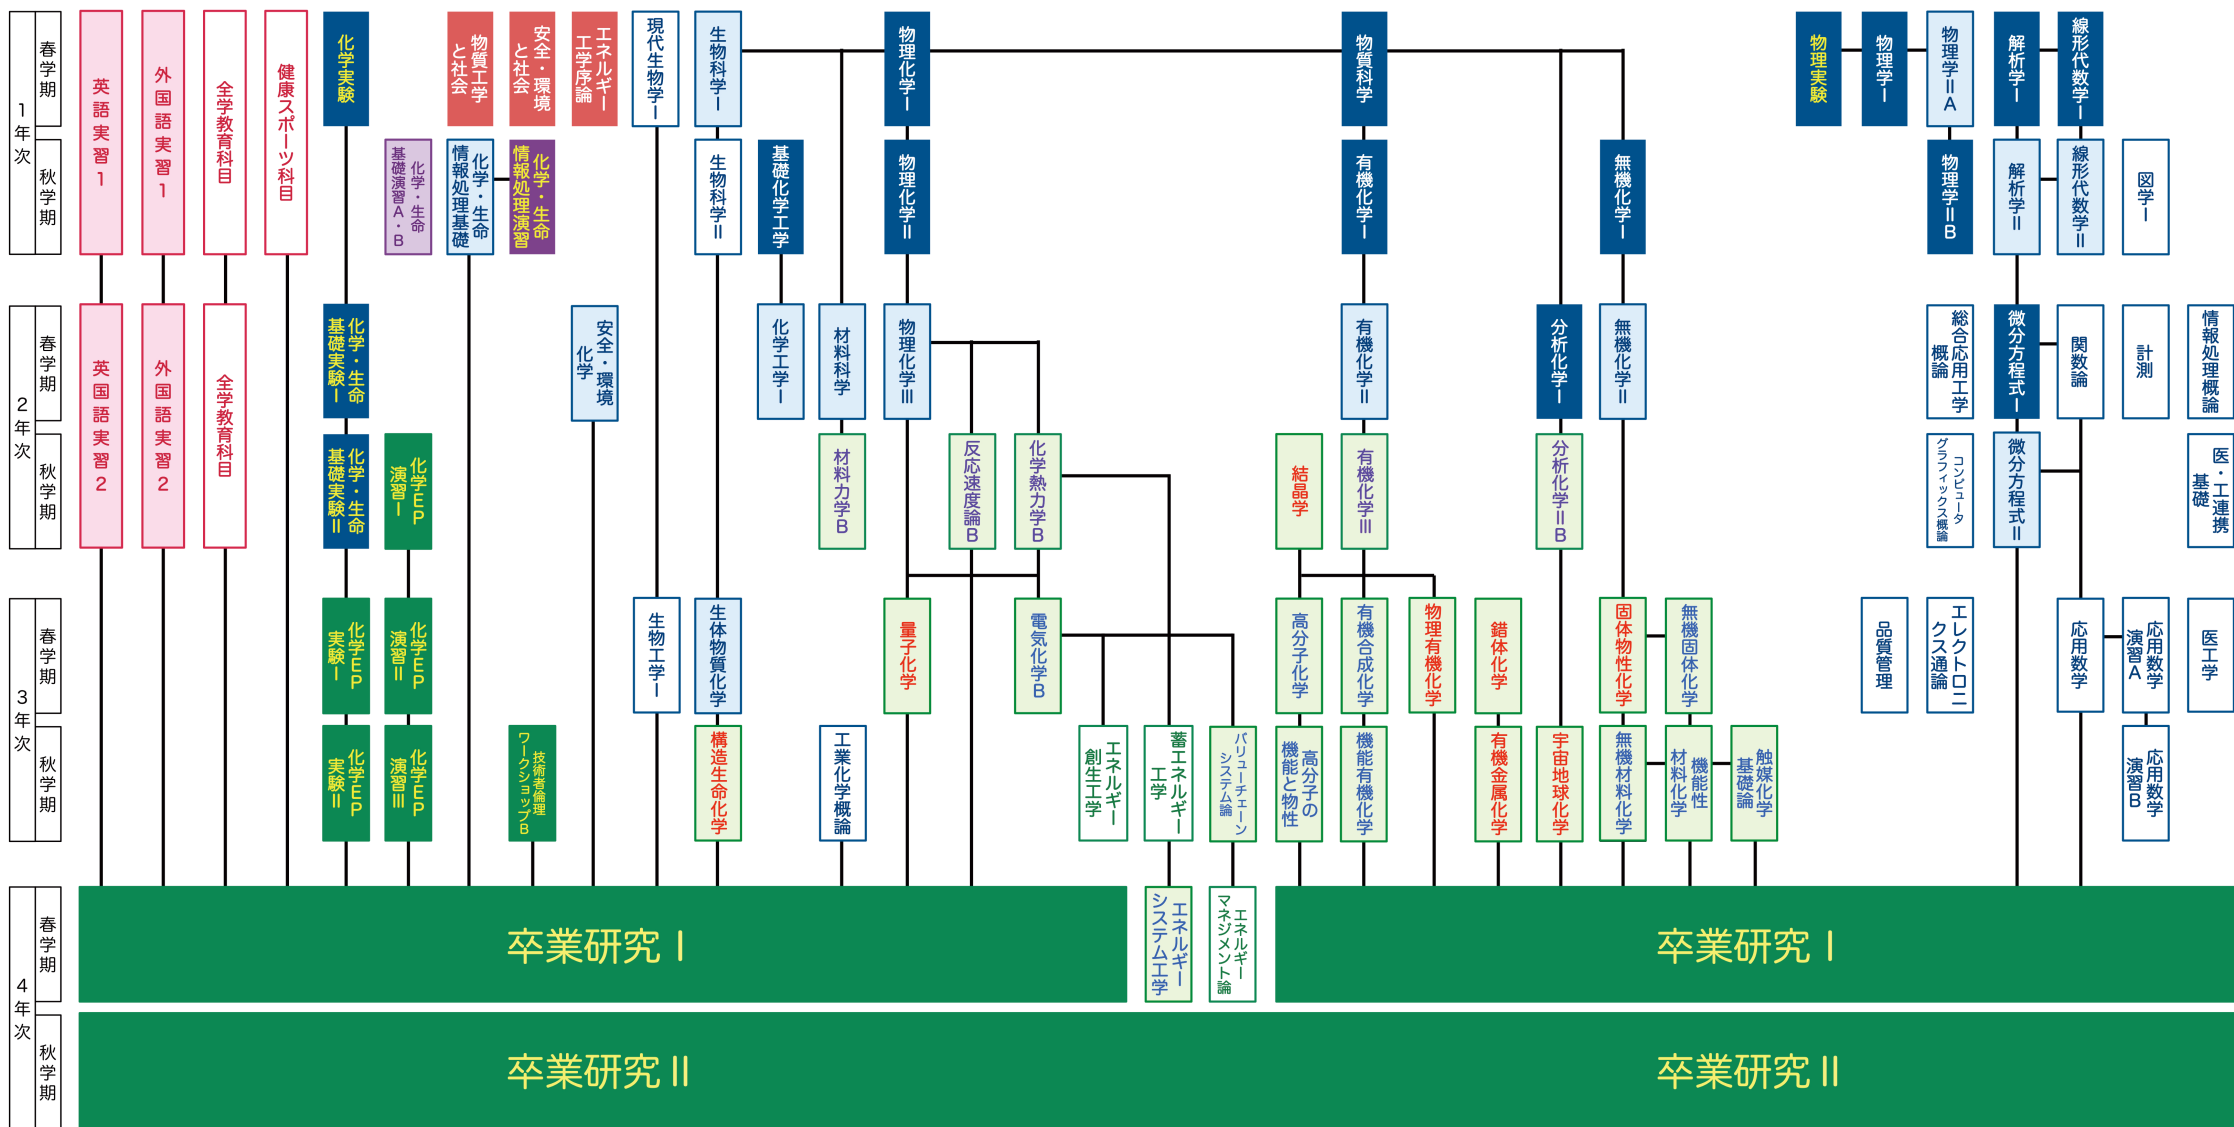 1年次
春学期
英語実習1
外国語実習1
全学教育科目
健康スポーツ科目
化学実験
物質工学
と社会
安全・環境
と社会
エネルギー
工学序論
現代生物学Ⅰ
生物科学Ⅰ
物理化学Ⅰ
物質科学
物理実験
物理学Ⅰ
物理学ⅡA
解析学Ⅰ
線形代数学Ⅰ
秋学期
化学・生命
基礎演習A・B
化学・生命
情報処理基礎
化学・生命
情報処理演習
生物科学Ⅱ
基礎化学工学
物理化学Ⅱ
有機化学Ⅰ
無機化学Ⅰ
物理学ⅡB
解析学Ⅱ
線形代数学Ⅱ
図学Ⅰ
2年次
春学期
英国語実習2
外国語実習2
全学教育科目
化学・生命
基礎実験Ⅰ
安全・環境
化学
化学工学Ⅰ
材料科学
物理化学Ⅲ
有機化学Ⅱ
分析化学Ⅰ
無機化学Ⅱ
総合応用工学
概論
微分方程式Ⅰ
関数論
計測
情報処理概論
秋学期
化学・生命
基礎実験Ⅱ
化学EP
演習Ⅰ
材料力学B
反応速度論B
化学熱力学B
結晶学
有機化学Ⅲ
分析化学ⅡB
コンピュータ
グラフィックス概論
微分方程式Ⅱ
医・工連携
基礎
3年次
春学期
化学EP
実験Ⅰ
化学EP
演習Ⅱ
生物工学Ⅰ
生体物質化学
量子化学
電気化学B
高分子化学
有機合成化学
物理有機化学
錯体化学
固体物性化学
無機固体化学
品質管理
エレクトロニ
クス通論
応用数学
応用数学
演習A
医工学
秋学期
化学EP
実験Ⅱ
化学EP
演習Ⅲ
技術者倫理
ワークショップB
構造生命化学
工業化学概論
エネルギー
創生工学
蓄エネルギー
工学
バリューチェーン
システム論
高分子の
機能と物性
機能有機化学
有機金属化学
宇宙地球化学
無機材料化学
機能性
材料化学
触媒化学
基礎論
応用数学
演習B
4年次
春学期
卒業研究Ⅰ
エネルギー
システム工学
エネルギー
マネジメント論
卒業研究Ⅰ
秋学期
卒業研究Ⅱ
卒業研究Ⅱ